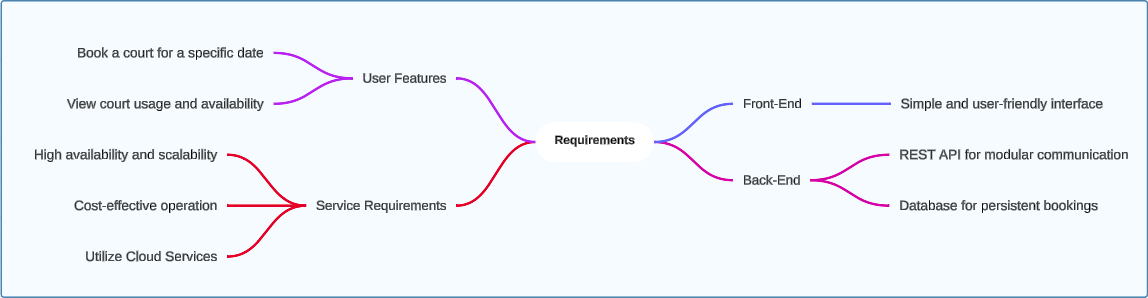 Book a court for a specific date
View court usage and availability
User Features
High availability and scalability
Cost-effective operation
Utilize Cloud Services
Service Requirements
Requirements
Front-End
Simple and user-friendly interface
Back-End
REST API for modular communication
Database for persistent bookings